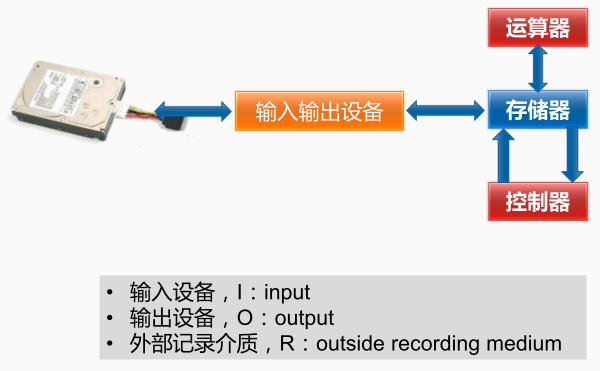 运算器
输入输出设备
存储器
控制器
• 输入设备，I：input
• 输出设备，O：output
• 外部记录介质，R：outside recording medium